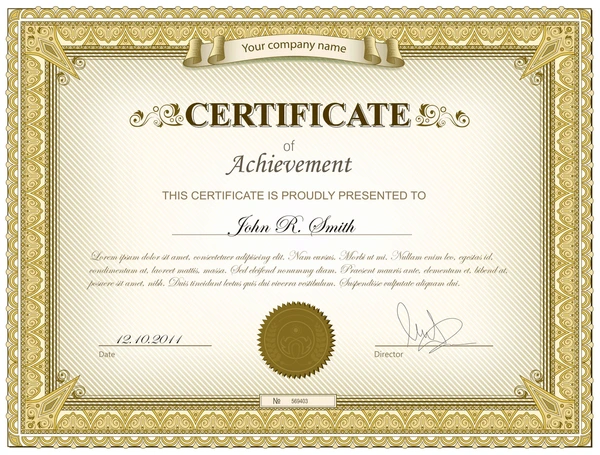 Your company name
CERTIFICATE
of
Achievement
THIS CERTIFICATE IS PROUDLY PRESENTED TO
John R. Smith
Lorem ipsum dolor sit amet, consectetuer adipiscing elit. Nam cursus. Morbi ut mi. Nullam enim leo, egestas id,
condimentum at, laoreet mattis, massa. Sed eleifend nonummy diam. Praesent mauris ante, elementum et, bibend at,
posuere sit amet, nibh. Duis tincidunt lectus quis dui viverra vestibulum. Suspendisse vulputate aliquam dui.
12.10.2011
Date
Director
№ 569403